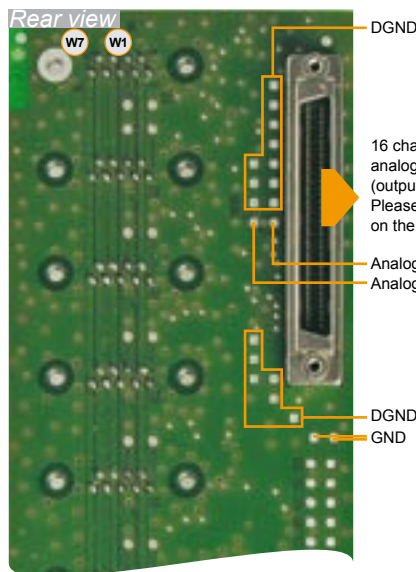 Rear view
W7 W1
DGND
16 cha
analog
(outpu
Please
on the
Analog
Analog
DGND
GND